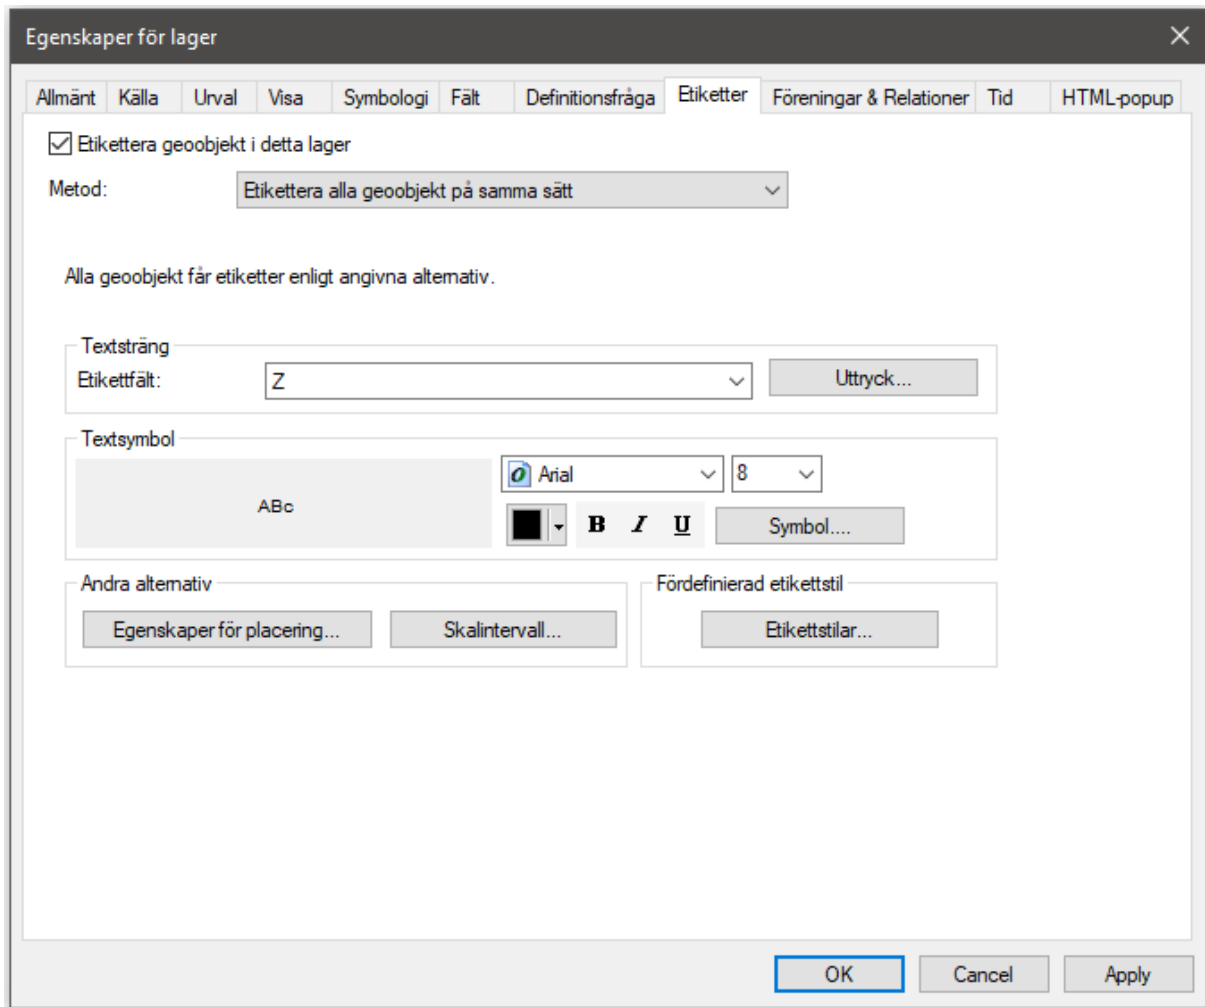 Egenskaper för lager
Allmänt Källa Urval Visa Symbologi Fält Definitionsfråga Etiketter Föreningar & Relationer Tid HTML-popup
Etikettera geoobjekt i detta lager
Metod: Etikettera alla geoobjekt på samma sätt
Alla geoobjekt får etiketter enligt angivna alternativ.
Textsträng
Etikettfält: Z Uttryck...
Textsymbol
ABc
Arial 8
B I U Symbol....
Andra alternativ Fördefinierad etikettstil
Egenskaper för placering... Skalintervall... Etikettstilar...
OK Cancel Apply